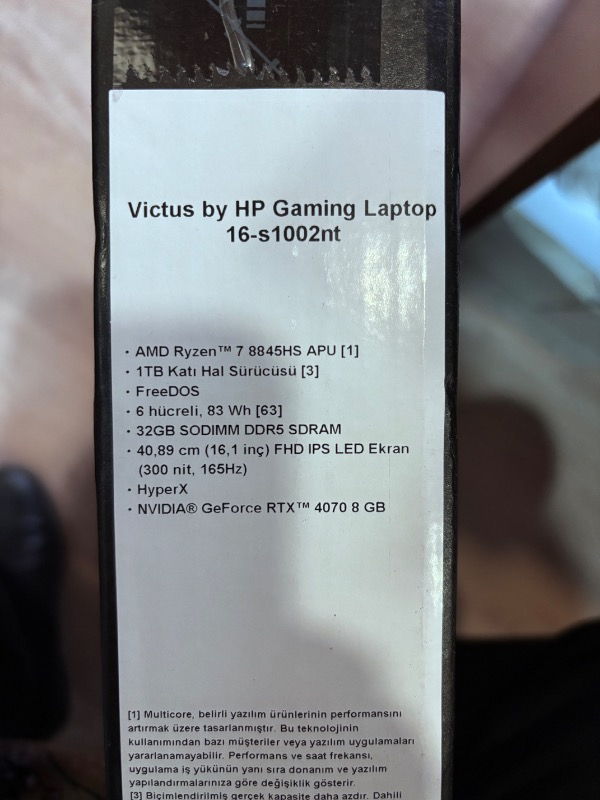 Victus by HP Gaming Laptop
16-s1002nt
· AMD Ryzen™ 7 8845HS APU [1]
· 1TB Katı Hal Sürücüsü [3]
· FreeDOS
· 6 hücreli, 83 Wh [63]
· 32GB SODIMM DDR5 SDRAM
· 40,89 cm (16,1 inç) FHD IPS LED Ekran
(300 nit, 165Hz)
· HyperX
· NVIDIA® GeForce RTX™ 4070 8 GB
[1] Multicore, belirli yazılım ürünlerinin performansını
artırmak üzere tasarlanmıştır. Bu teknolojinin
kullanımından bazı müşteriler veya yazılım uygulamaları
yararlanamayabilir. Performans ve saat frekansı,
uygulama iş yükünün yanı sıra donanım ve yazılım
yapılandırmalarınıza göre değişiklik gösterir.
[3] Biçimlendirilmiş gerçek kapasite daha azdır. Dahili